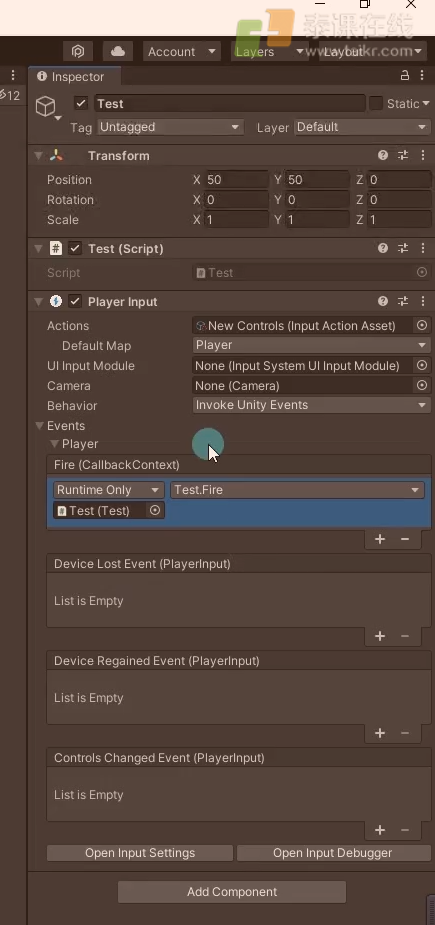 泰课在线
www.taikr.com
Account Layers Layout
12
Inspector
Test Static
Tag Untagged Layer Default
Transform
Position X 50 Y 50 Z 0
Rotation X 0 Y 0 Z 0
Scale X 1 Y 1 Z 1
# Test (Script)
Script # Test
Player Input
Actions New Controls (Input Action Asset)
Default Map Player
UI Input Module None (Input System UI Input Module)
Camera None (Camera)
Behavior Invoke Unity Events
Events
Player
Fire (CallbackContext)
Runtime Only Test.Fire
# Test (Test)
+ −
Device Lost Event (PlayerInput)
List is Empty
+ −
Device Regained Event (PlayerInput)
List is Empty
+ −
Controls Changed Event (PlayerInput)
List is Empty
+ −
Open Input Settings Open Input Debugger
Add Component